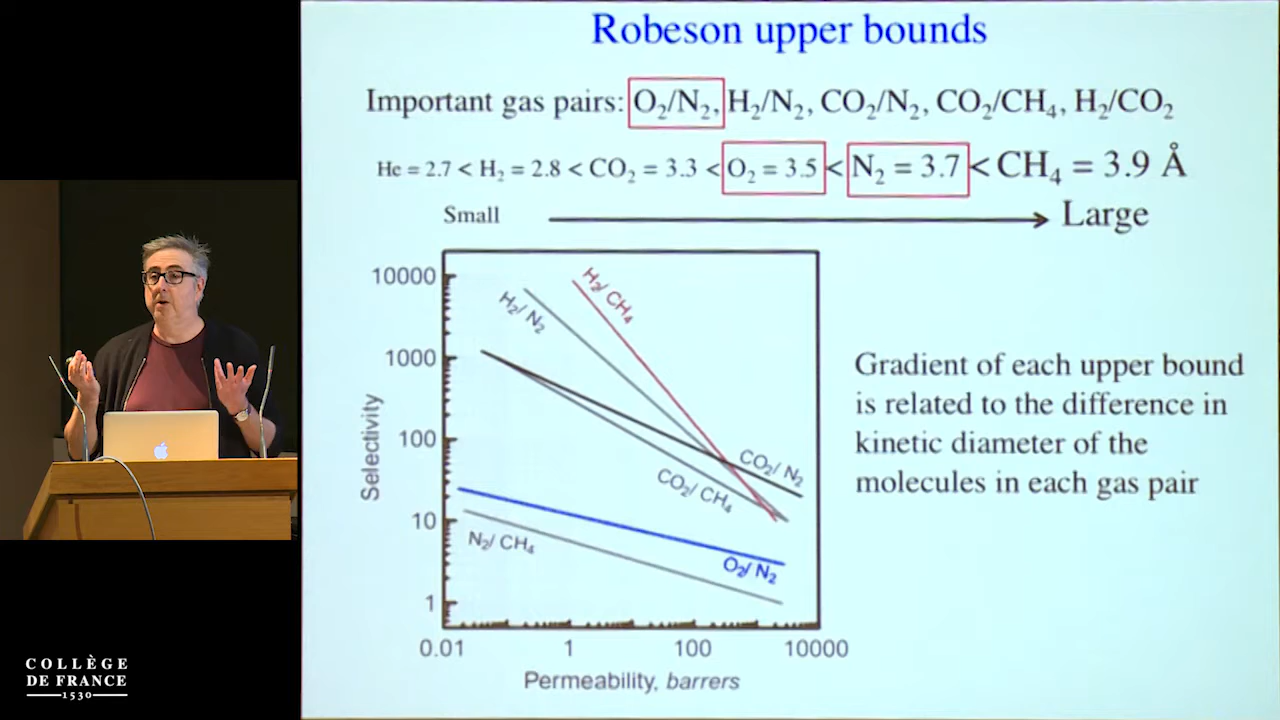 Robeson upper bounds
Important gas pairs: O₂/N₂, H₂/N₂, CO₂/N₂, CO₂/CH₄, H₂/CO₂
He = 2.7 < H₂ = 2.8 < CO₂ = 3.3 < O₂ = 3.5 < N₂ = 3.7 < CH₄ = 3.9 Å
Small
Large
10000
1000
100
10
1
Selectivity
H₂/ N₂
H₂/ CH₄
CO₂/ N₂
CO₂/ CH₄
N₂/ CH₄
O₂/ N₂
0.01
1
100
10000
Permeability, barrers
Gradient of each upper bound
is related to the difference in
kinetic diameter of the
molecules in each gas pair
COLLÈGE
DE FRANCE
1530